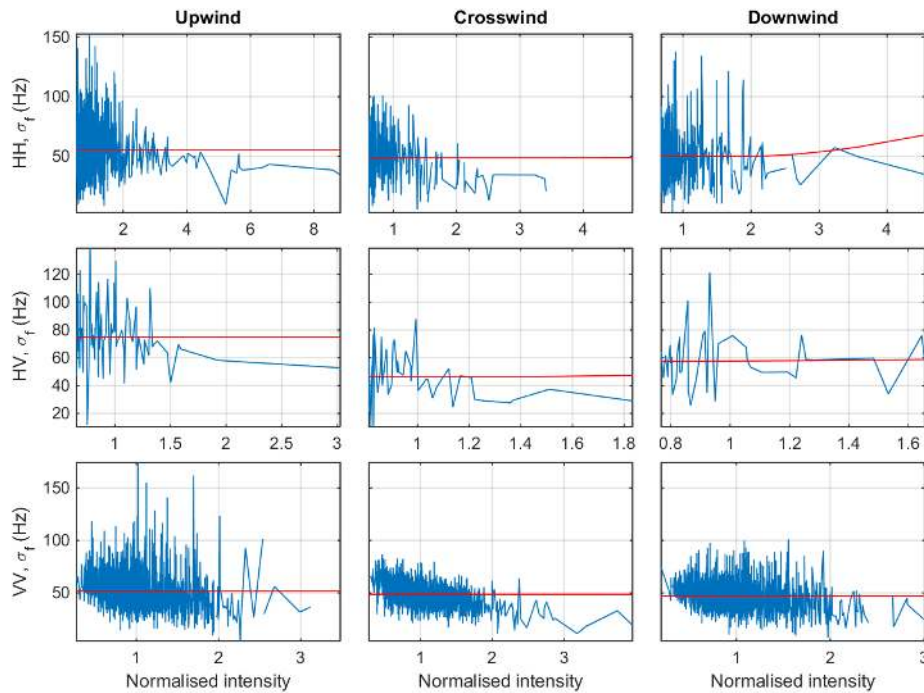 Upwind Crosswind Downwind
HH, σf (Hz)
150
100
50
2 4 6 8
1 2 3 4
1 2 3 4
HV, σf (Hz)
120
100
80
60
40
20
1 1.5 2 2.5 3
1 1.2 1.4 1.6 1.8
0.8 1 1.2 1.4 1.6
VV, σf (Hz)
150
100
50
1 2 3
1 2 3
1 2 3
Normalised intensity Normalised intensity Normalised intensity